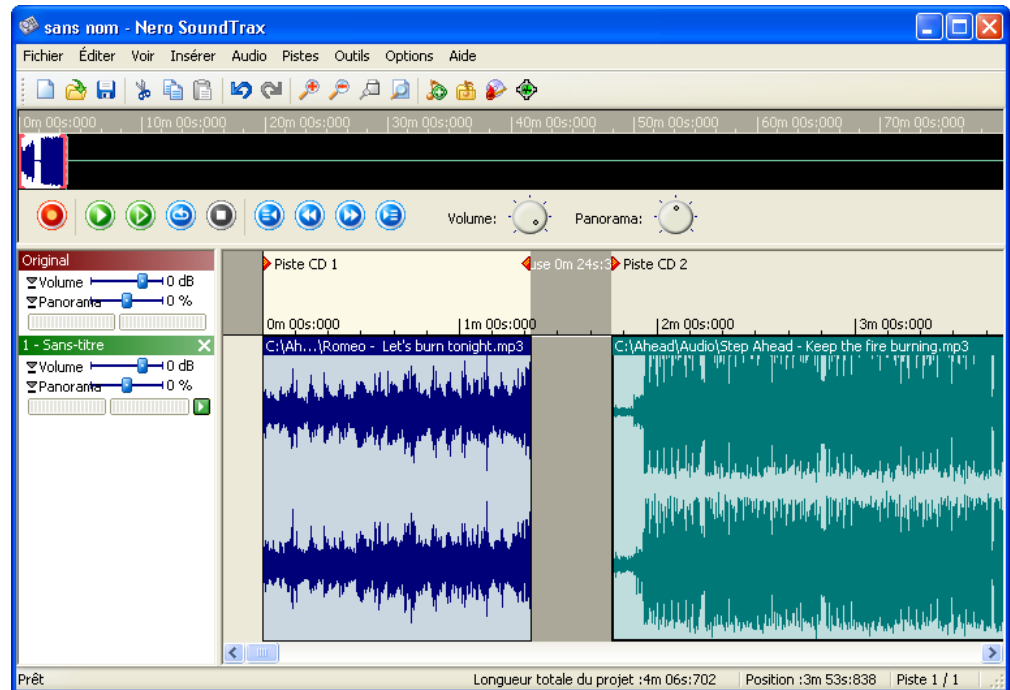 sans nom - Nero SoundTrax
Fichier Éditer Voir Insérer Audio Pistes Outils Options Aide
0m 00s:000 |10m 00s:000 |20m 00s:000 |30m 00s:000 |40m 00s:000 |50m 00s:000 |60m 00s:000 |70m 00s:000
Volume: Panorama:
Original
Volume 0 dB
Panorama 0 %
Piste CD 1 use 0m 24s:3 Piste CD 2
0m 00s:000 |1m 00s:000 |2m 00s:000 |3m 00s:000
1 - Sans-titre
Volume 0 dB
Panorama 0 %
C:\Ah...\Romeo - Let's burn tonight.mp3
C:\Ahead\Audio\Step Ahead - Keep the fire burning.mp3
Prêt Longueur totale du projet :4m 06s:702 Position :3m 53s:838 Piste 1 / 1